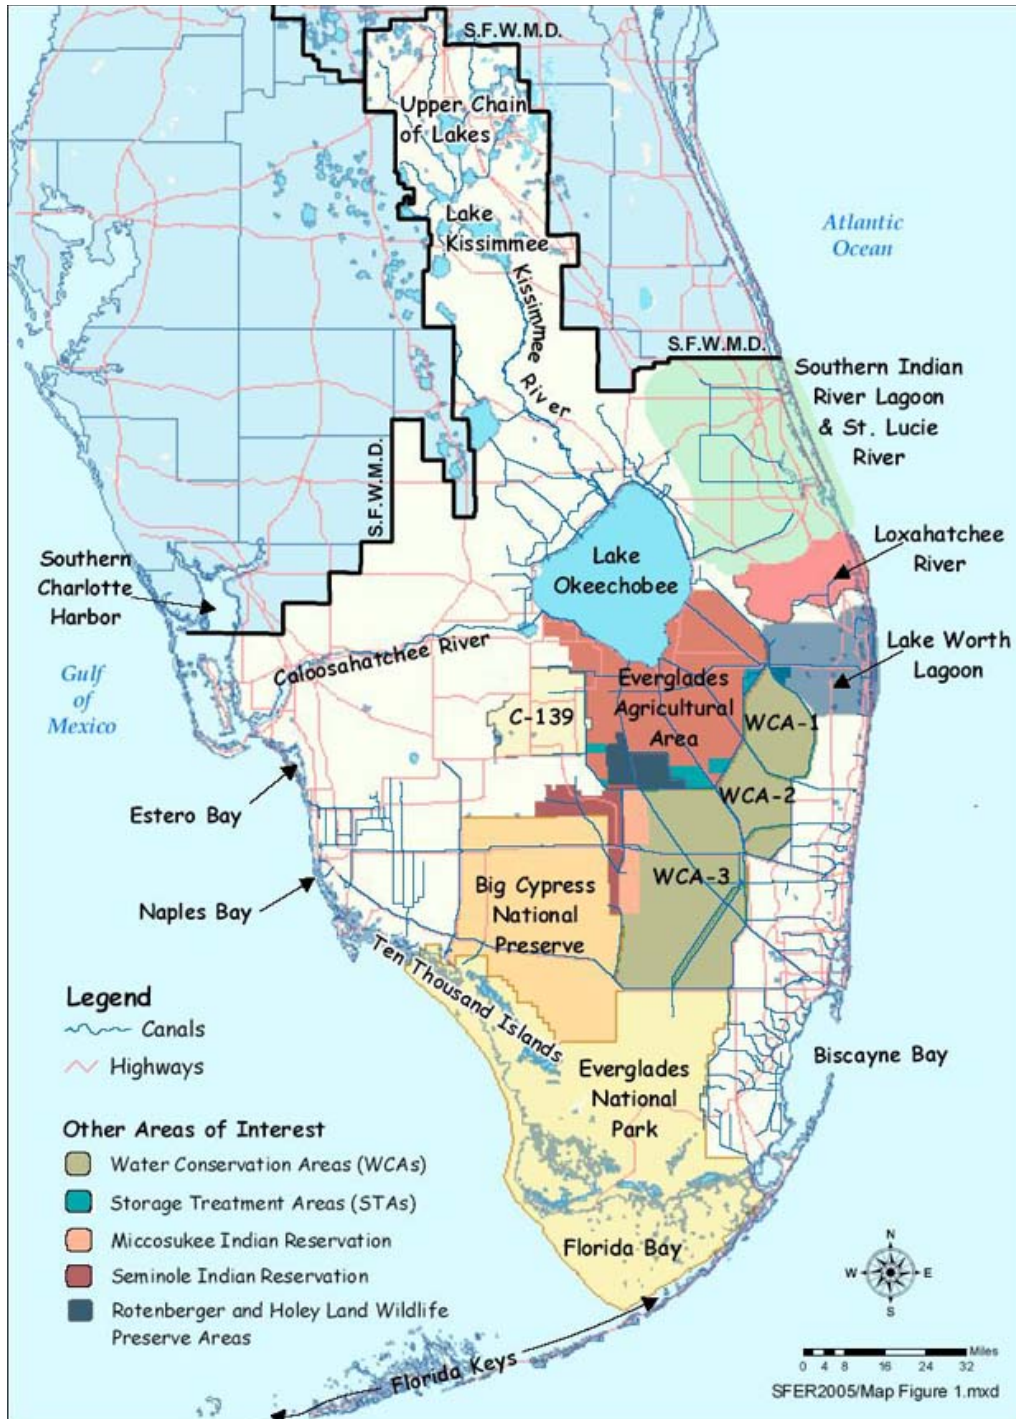 S.F.W.M.D.
Upper Chain
of Lakes
Lake
Kissimmee
Kissimmee
River
Atlantic
Ocean
S.F.W.M.D.
Southern Indian
River Lagoon
& St. Lucie
River
S.F.W.M.D.
Southern
Charlotte
Harbor
Lake
Okeechobee
Loxahatchee
River
Caloosahatchee River
Lake Worth
Lagoon
Gulf
of
Mexico
C-139
Everglades
Agricultural
Area
WCA-1
WCA-2
Estero Bay
WCA-3
Naples Bay
Big Cypress
National
Preserve
Ten Thousand Islands
Legend
Canals
Highways
Everglades
National
Park
Biscayne Bay
Other Areas of Interest
Water Conservation Areas (WCAs)
Storage Treatment Areas (STAs)
Miccosukee Indian Reservation
Seminole Indian Reservation
Rotenberger and Holey Land Wildlife
Preserve Areas
Florida Bay
Florida Keys
N
W E
S
Miles
0 4 8 16 24 32
SFER2005/Map Figure 1.mxd